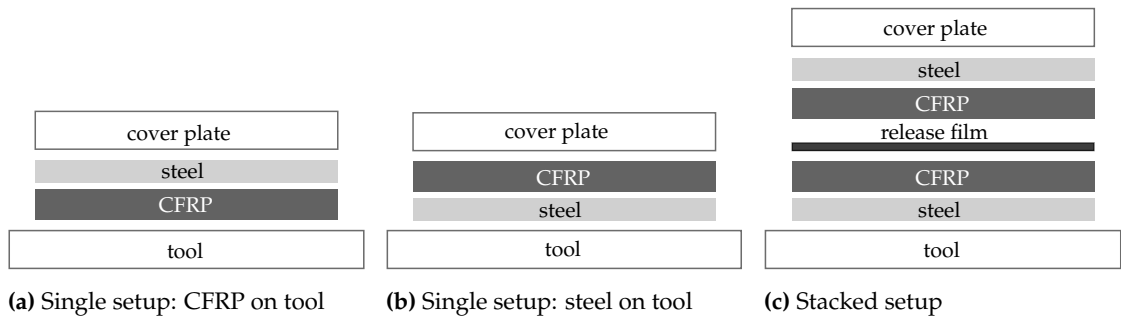 cover plate
steel
CFRP
tool
(a) Single setup: CFRP on tool
cover plate
CFRP
steel
tool
(b) Single setup: steel on tool
cover plate
steel
CFRP
release film
CFRP
steel
tool
(c) Stacked setup